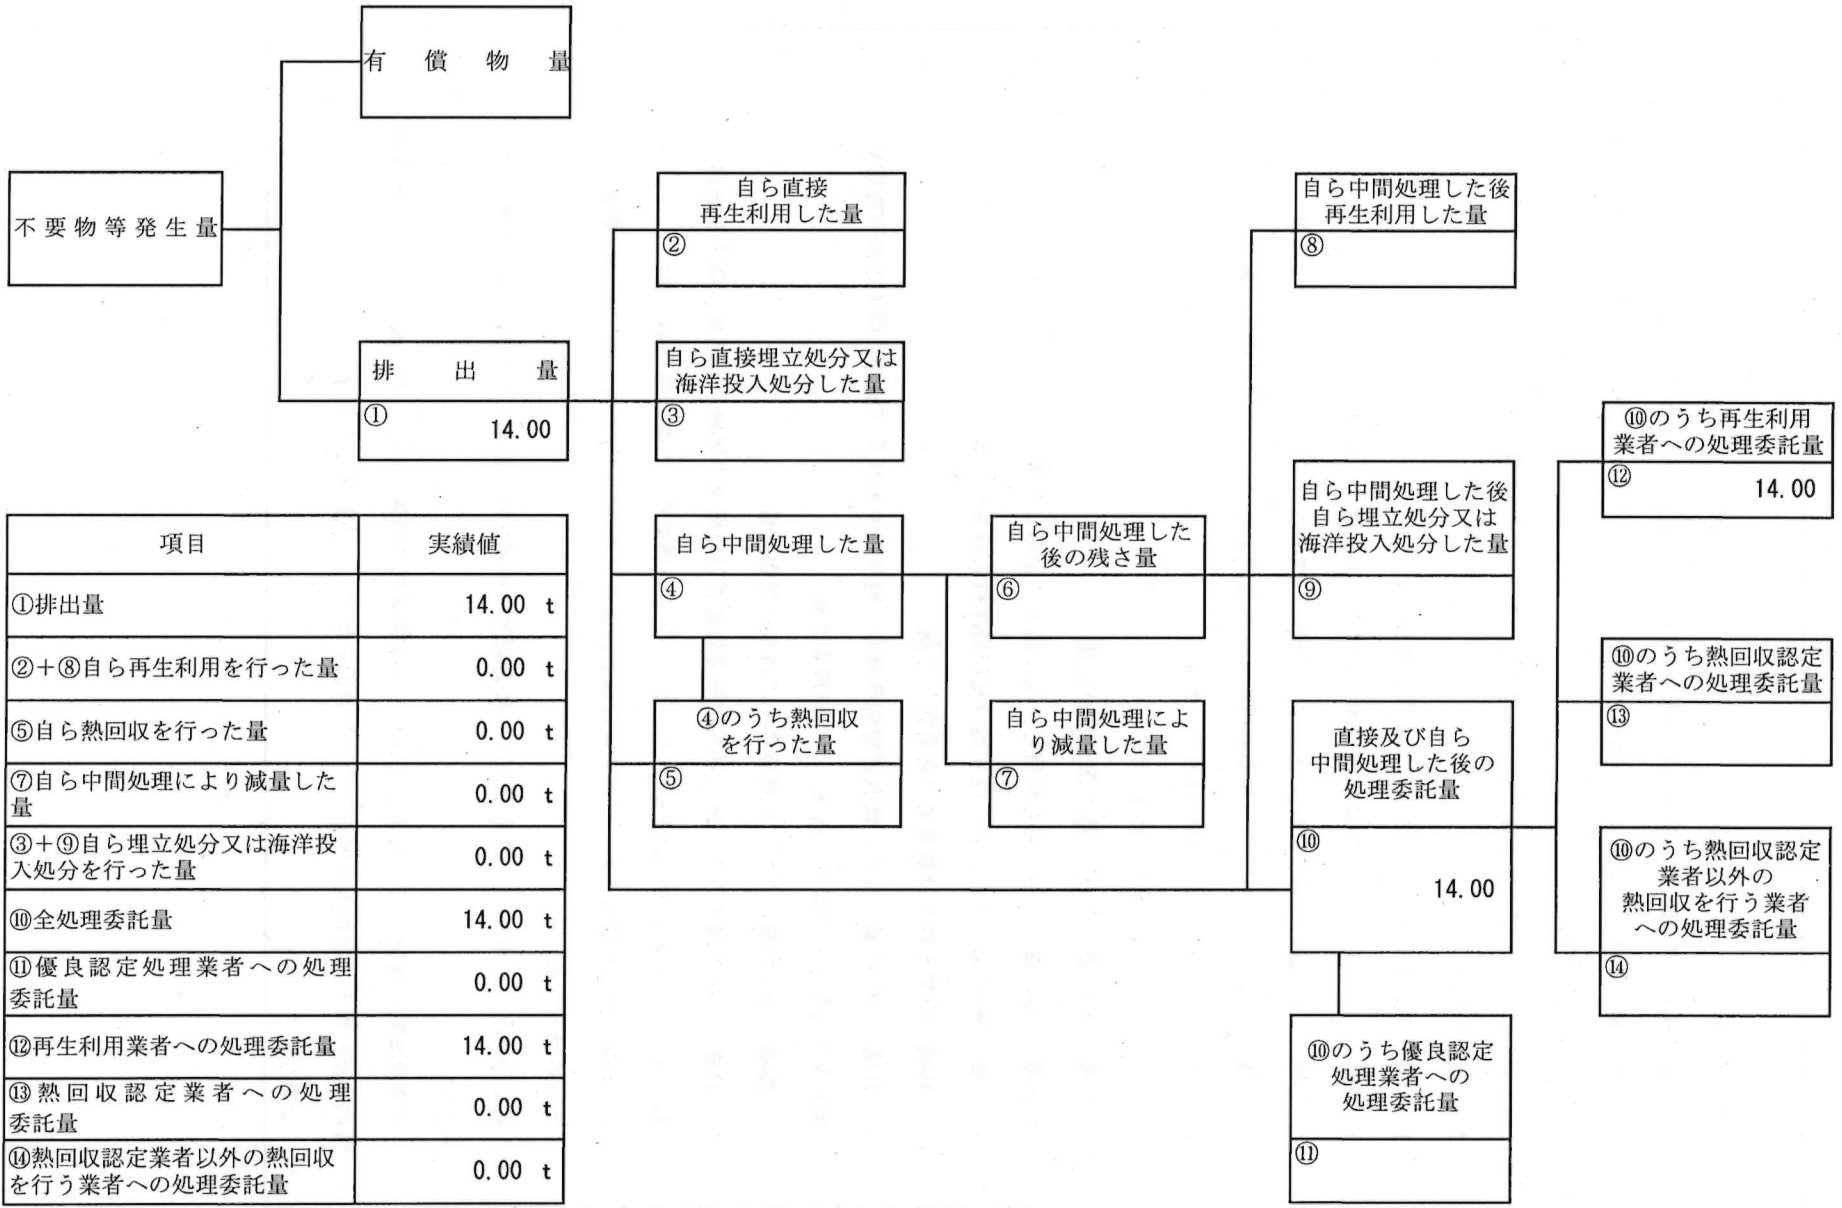 有償物量
不要物等発生量
排出量
①
14.00
自ら直接
再生利用した量
②
自ら直接埋立処分又は
海洋投入処分した量
③
自ら中間処理した量
④
④のうち熱回収
を行った量
⑤
自ら中間処理した
後の残さ量
⑥
自ら中間処理によ
り減量した量
⑦
自ら中間処理した後
再生利用した量
⑧
自ら中間処理した後
自ら埋立処分又は
海洋投入処分した量
⑨
直接及び自ら
中間処理した後の
処理委託量
⑩
14.00
⑩のうち優良認定
処理業者への
処理委託量
⑪
⑩のうち再生利用
業者への処理委託量
⑫
14.00
⑩のうち熱回収認定
業者への処理委託量
⑬
⑩のうち熱回収認定
業者以外の
熱回収を行う業者
への処理委託量
⑭
項目 実績値
①排出量 14.00 t
②+⑧自ら再生利用を行った量 0.00 t
⑤自ら熱回収を行った量 0.00 t
⑦自ら中間処理により減量した
量 0.00 t
③+⑨自ら埋立処分又は海洋投
入処分を行った量 0.00 t
⑩全処理委託量 14.00 t
⑪優良認定処理業者への処理
委託量 0.00 t
⑫再生利用業者への処理委託量 14.00 t
⑬熱回収認定業者への処理
委託量 0.00 t
⑭熱回収認定業者以外の熱回収
を行う業者への処理委託量 0.00 t